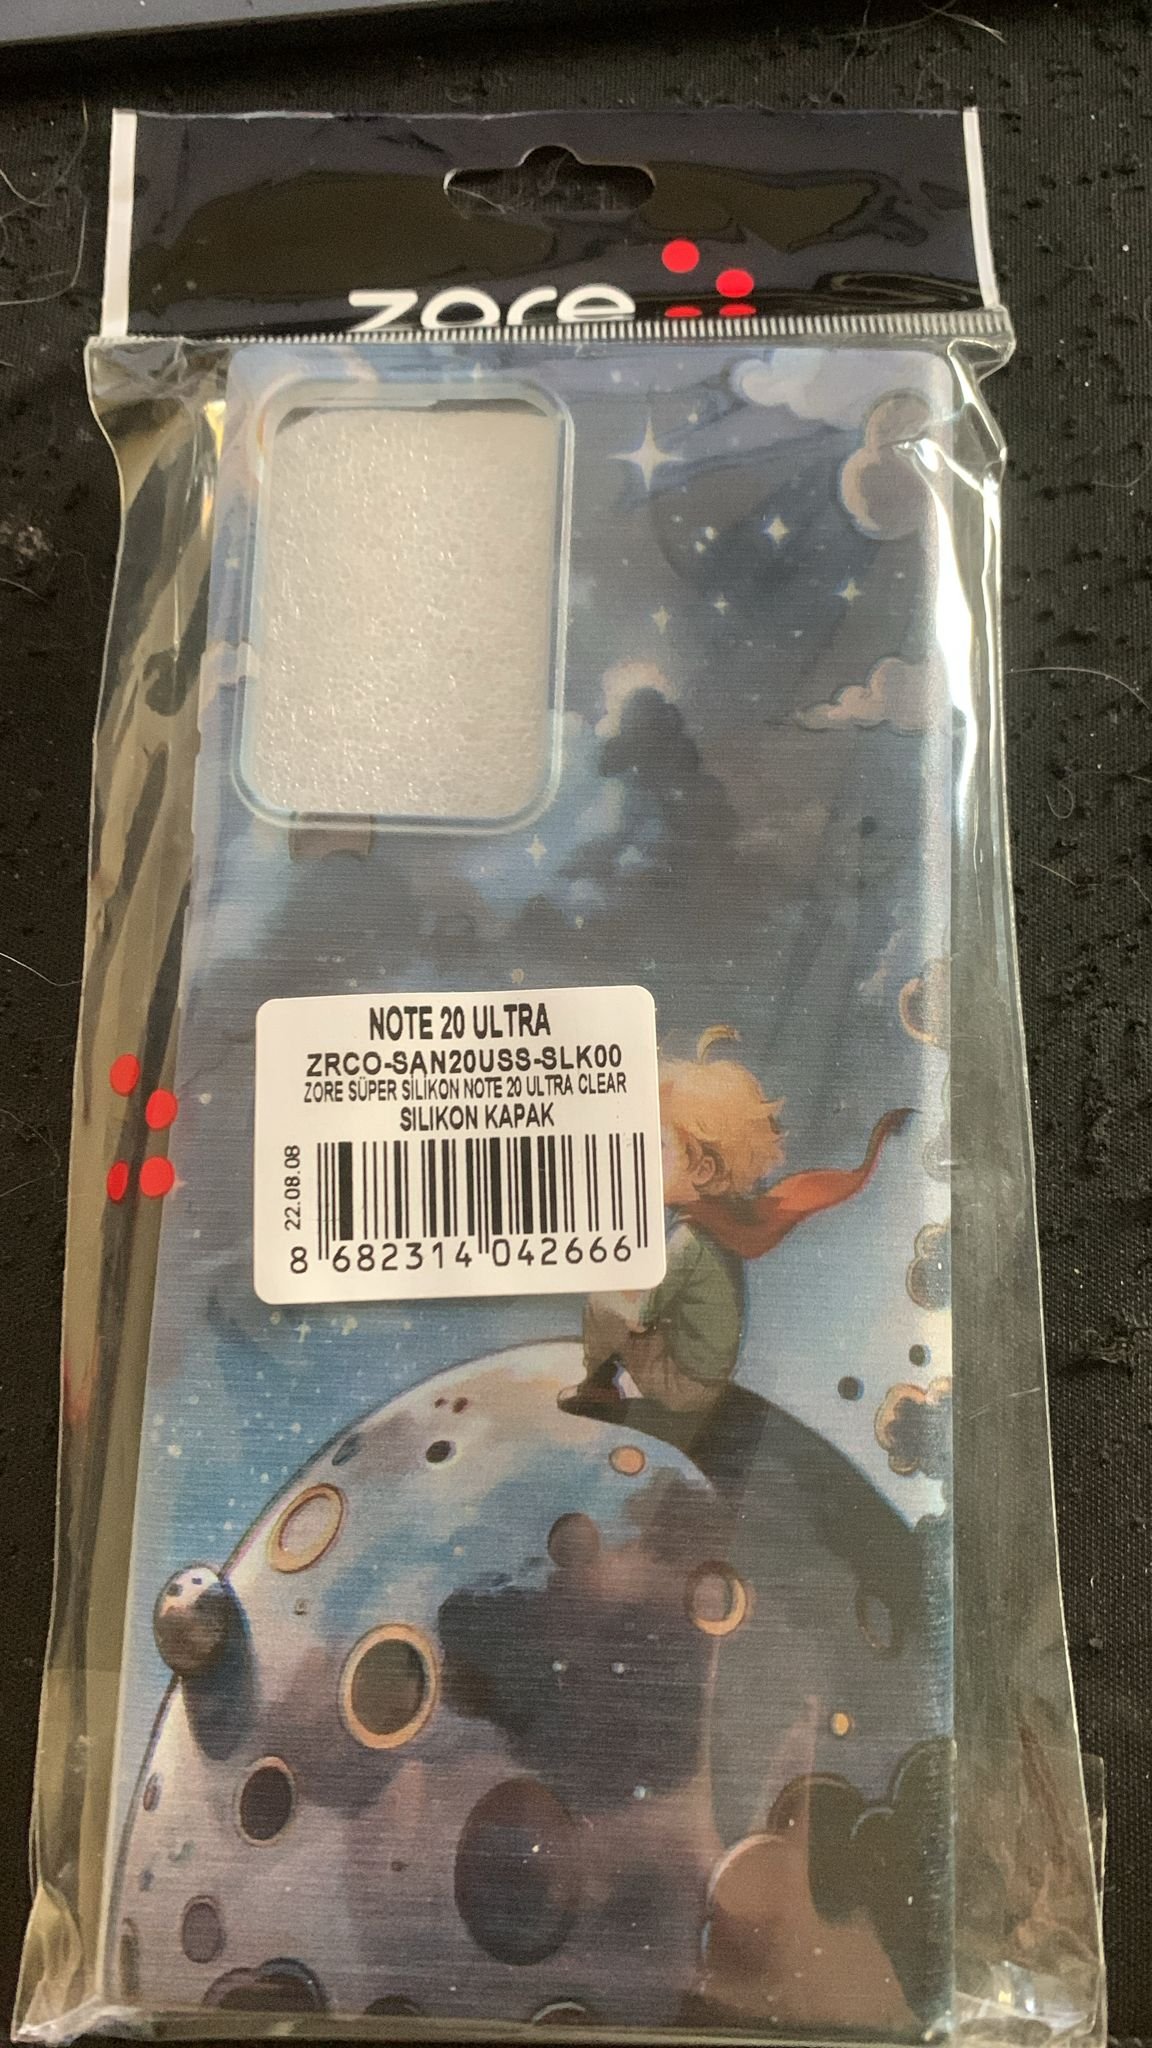 zore
NOTE 20 ULTRA
ZRCO-SAN20USS-SLK00
ZORE SÜPER SİLİKON NOTE 20 ULTRA CLEAR
SILIKON KAPAK
22.08.08
8 682314 042666